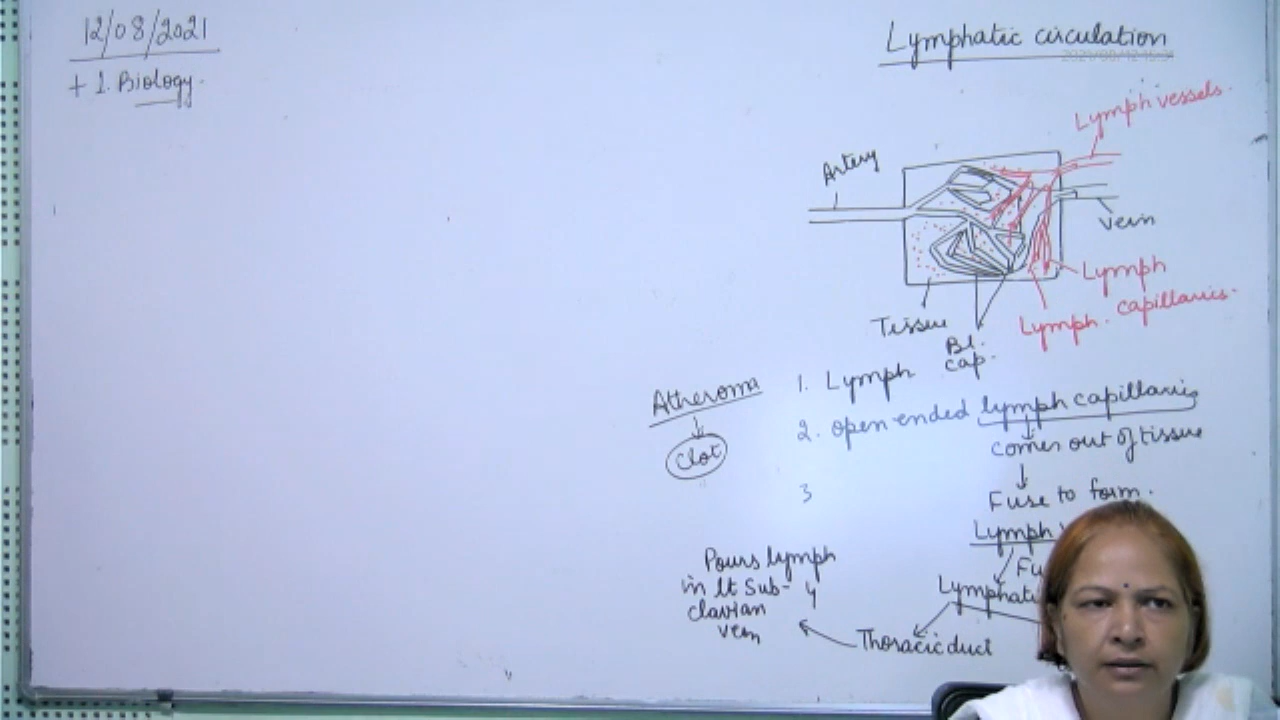 12/08/2021
+ 1. Biology.
Lymphatic circulation
Lymph vessels.
Artery
Vein
Lymph
capillaries.
Lymph.
Tissue
Bl.
cap.
Atheroma
Clot
1. Lymph
2. open ended lymph capillaries
comes out of tissue
Fuse to form.
3
Lymph
Pours lymph
in lt Sub-
clavian
vein
4
Thoracic duct